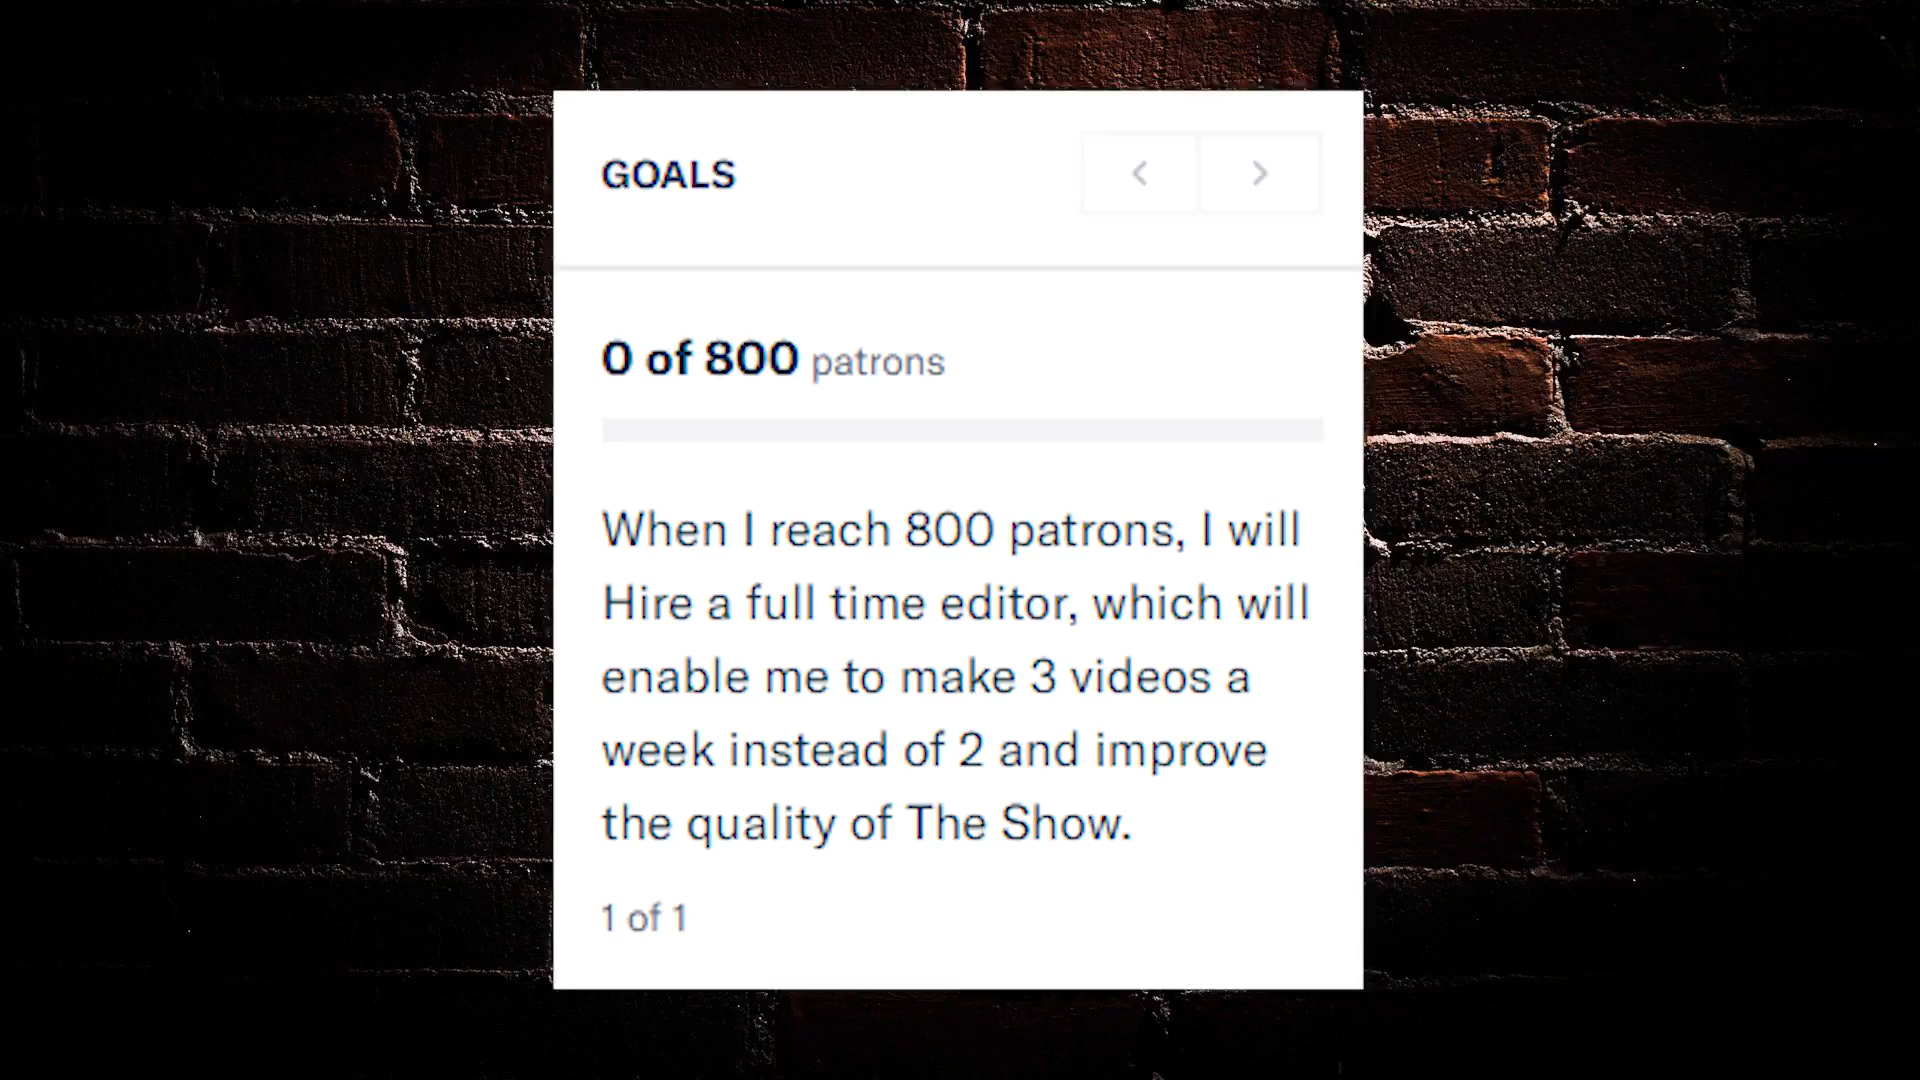 GOALS
0 of 800 patrons
When I reach 800 patrons, I will
Hire a full time editor, which will
enable me to make 3 videos a
week instead of 2 and improve
the quality of The Show.
1 of 1